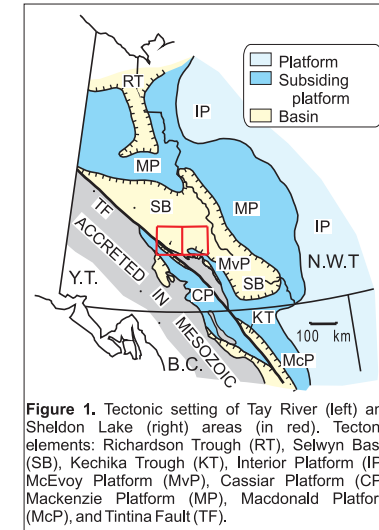 Platform
Subsiding
platform
Basin
RT
IP
MP
TF
SB
MP
IP
ACCRETED IN MESOZOIC
MvP
N.W.T
SB
Y.T.
CP
KT
100 km
B.C.
McP
Figure 1. Tectonic setting of Tay River (left) an
Sheldon Lake (right) areas (in red). Tecton
elements: Richardson Trough (RT), Selwyn Bas
(SB), Kechika Trough (KT), Interior Platform (IP
McEvoy Platform (MvP), Cassiar Platform (CP
Mackenzie Platform (MP), Macdonald Platfor
(McP), and Tintina Fault (TF).